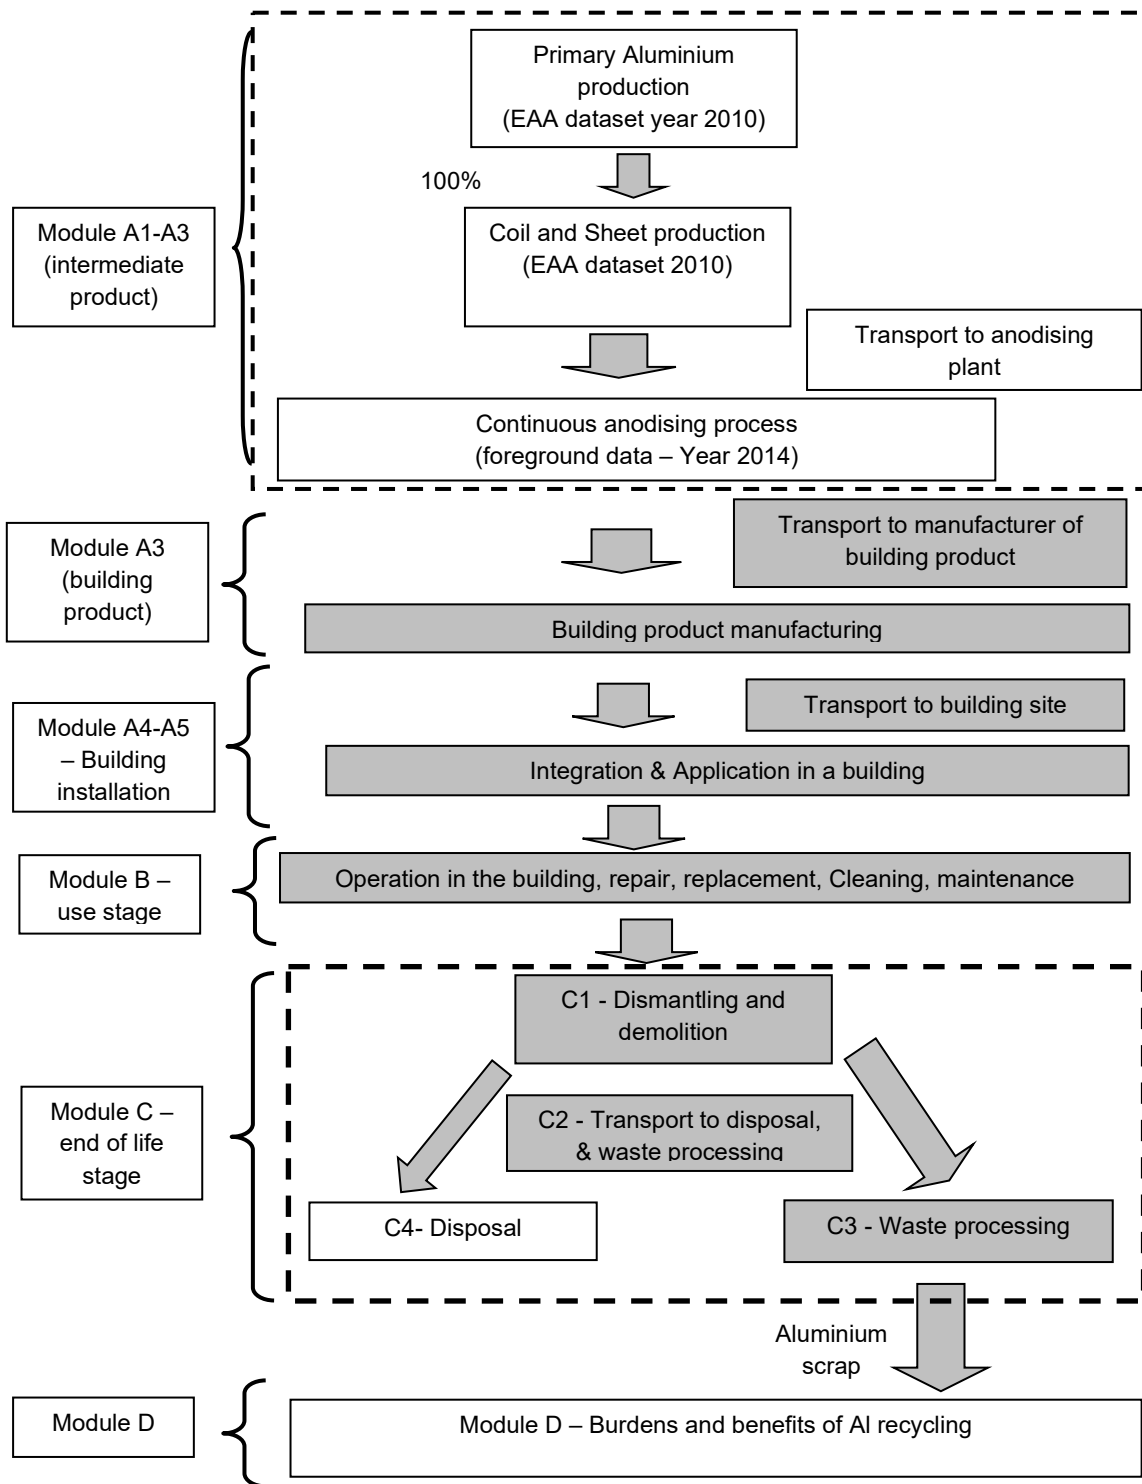 Primary Aluminium
production
(EAA dataset year 2010)
100%
Module A1-A3
(intermediate
product)
Coil and Sheet production
(EAA dataset 2010)
Transport to anodising
plant
Continuous anodising process
(foreground data – Year 2014)
Module A3
(building
product)
Transport to manufacturer of
building product
Building product manufacturing
Module A4-A5
– Building
installation
Transport to building site
Integration & Application in a building
Module B –
use stage
Operation in the building, repair, replacement, Cleaning, maintenance
Module C –
end of life
stage
C1 - Dismantling and
demolition
C2 - Transport to disposal,
& waste processing
C4- Disposal
C3 - Waste processing
Aluminium
scrap
Module D
Module D – Burdens and benefits of Al recycling